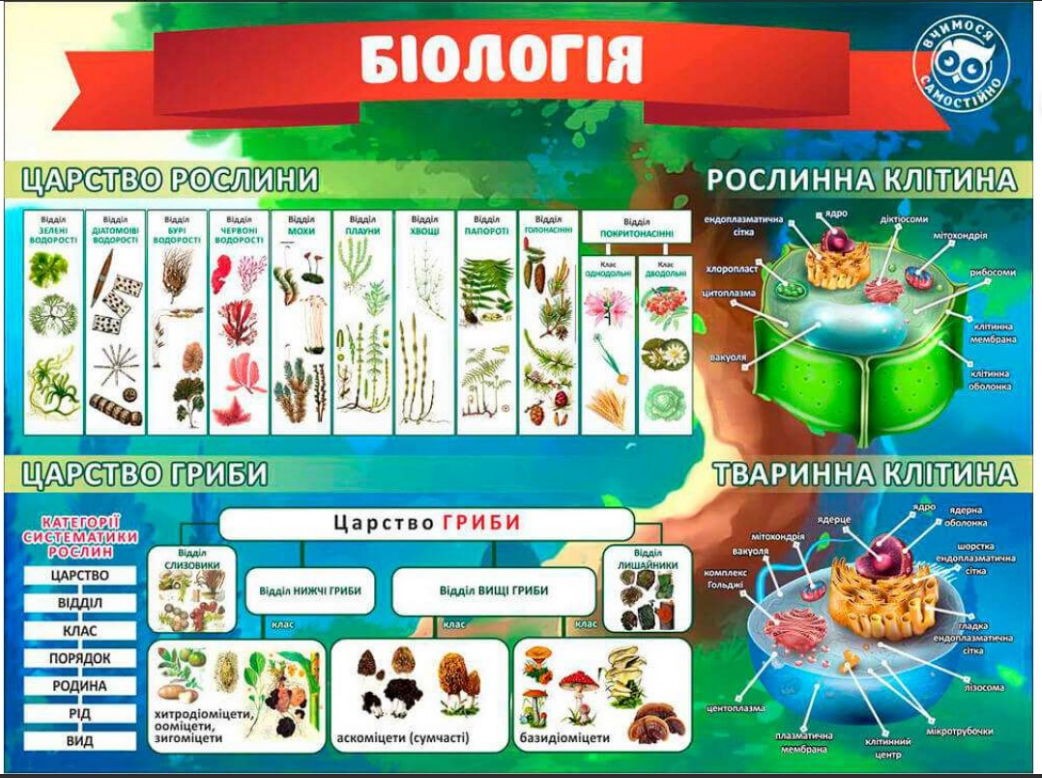 БІОЛОГІЯ
ВЧИМОСЯ
САМОСТІЙНО
ЦАРСТВО РОСЛИНИ
Відділ
ЗЕЛЕНІ
ВОДОРОСТІ
Відділ
ДІАТОМОВІ
ВОДОРОСТІ
Відділ
БУРІ
ВОДОРОСТІ
Відділ
ЧЕРВОНІ
ВОДОРОСТІ
Відділ
МОХИ
Відділ
ПЛАУНИ
Відділ
ХВОЩІ
Відділ
ПАПОРОТІ
Відділ
ГОЛОНАСІННІ
Відділ
ПОКРИТОНАСІННІ
Клас
ОДНОДОЛЬНІ
Клас
ДВОДОЛЬНІ
РОСЛИННА КЛІТИНА
ендоплазматична
сітка
ядро
діктіосоми
мітохондрія
хлоропласт
рибосоми
цитоплазма
клітинна
мембрана
вакуоля
клітинна
оболонка
ЦАРСТВО ГРИБИ
КАТЕГОРІЇ
СИСТЕМАТИКИ
РОСЛИН
ЦАРСТВО
ВІДДІЛ
КЛАС
ПОРЯДОК
РОДИНА
РІД
ВИД
Царство ГРИБИ
Відділ
СЛИЗОВИКИ
Відділ НИЖЧІ ГРИБИ
Відділ ВИЩІ ГРИБИ
Відділ
ЛИШАЙНИКИ
клас
клас
клас
хитродіоміцети,
ооміцети,
зигоміцети
аскоміцети (сумчасті)
базидіоміцети
ТВАРИННА КЛІТИНА
ядерце
ядро
ядерна
оболонка
мітохондрія
вакуоля
шорстка
ендоплазматична
сітка
комплекс
Гольджі
гладка
ендоплазматична
сітка
лізосома
центоплазма
мікротрубочки
плазматична
мембрана
клітинний
центр